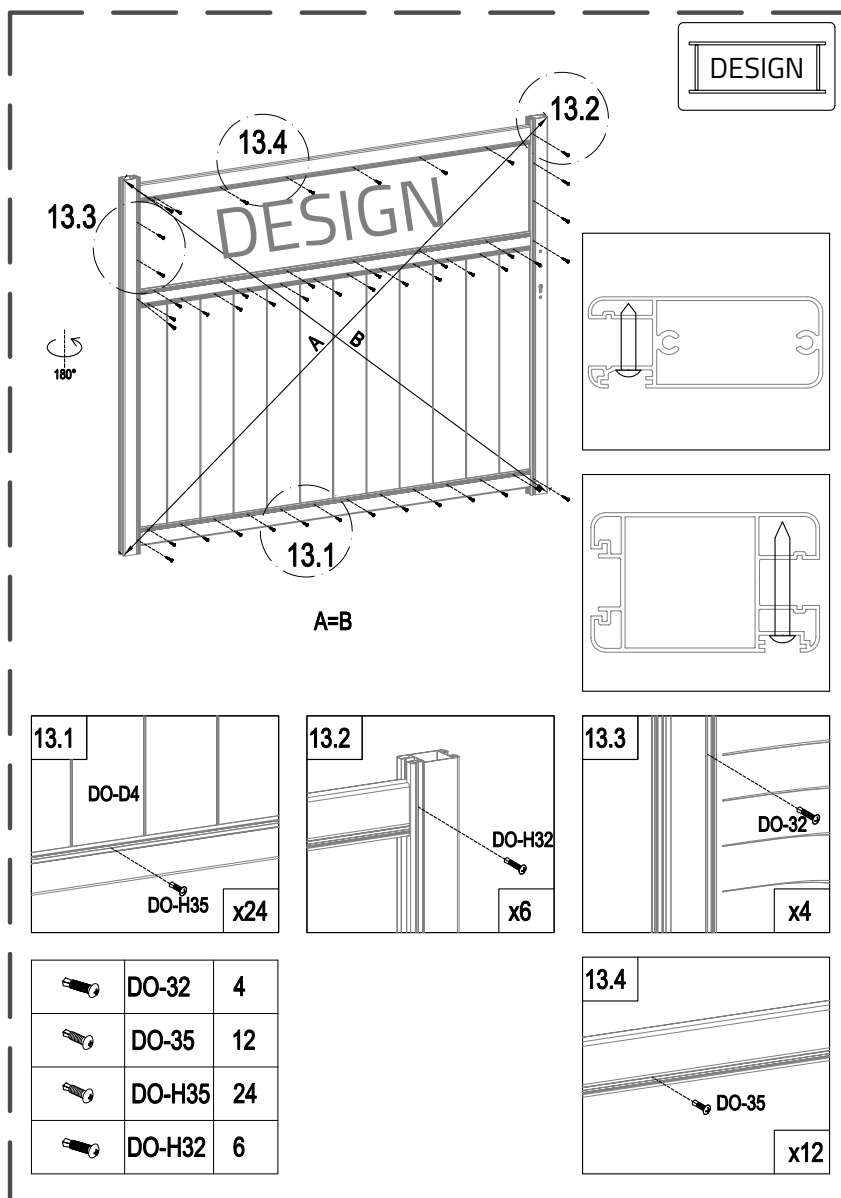 DESIGN
13.2
13.4
DESIGN
13.3
A
B
180°
13.1
A=B
13.1
DO-D4
DO-H35
x24
13.2
DO-H32
x6
13.3
DO-32
x4
DO-32 4
DO-35 12
DO-H35 24
DO-H32 6
13.4
DO-35
x12